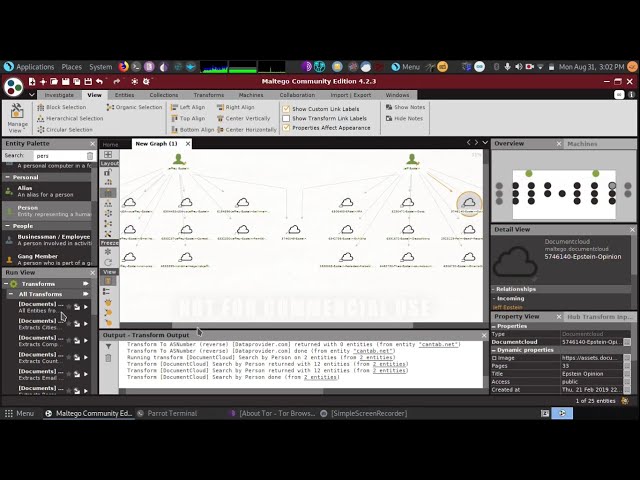 Applications Places System
Menu
Mon Aug 31, 3:02 PM
Maltego Community Edition 4.2.3
Investigate View Entities Collections Transforms Machines Collaboration Import | Export Windows
Manage View
Block Selection
Hierarchical Selection
Circular Selection
Organic Selection
Left Align
Top Align
Bottom Align
Right Align
Center Vertically
Center Horizontally
Show Custom Link Labels
Show Transform Link Labels
Properties Affect Appearance
Show Notes
Hide Notes
Entity Palette
Search: pers
A personal computer in a fo
Personal
Alias
An alias for a person
Person
Entity representing a human
People
Businessman / Employee
A person involved in activiti
Gang Member
A person who is part of a g
Run View
Transforms
All Transforms
[Documents] ...
All Entities fro
[Documents] ...
Extracts Cities
[Documents] ...
Extracts Comp
[Documents] ...
Extracts Count
[Documents] ...
Extracts Email
[Documents] ...
Home
Layout
Freeze
View
New Graph (1)
NOT FOR COMMERCIAL USE
Output - Transform Output
Transform To ASNumber (reverse) [Dataprovider.com] returned with 0 entities (from entity "cantab.net")
Transform To ASNumber (reverse) [Dataprovider.com] done (from entity "cantab.net")
Running transform [DocumentCloud] Search by Person on 2 entities (from 2 entities)
Transform [DocumentCloud] Search by Person returned with 12 entities (from 2 entities)
Transform [DocumentCloud] Search by Person returned with 12 entities (from 2 entities)
Transform [DocumentCloud] Search by Person done (from 2 entities)
Overview
Machines
Detail View
Documentcloud
maltego.documentcloud
5746140-Epstein-Opinion
- Relationships
- Incoming
Jeff Epstein
Property View
Hub Transform Inp...
Properties
Type Documentcloud
Documentcloud 5746140-Epstein-Opi...
Dynamic properties
Image https://assets.docu...
Pages 33
Title Epstein Opinion
Access public
Created at Thu, 21 Feb 2019 22...
1 of 25 entities
Menu
Maltego Community Ed...
Parrot Terminal
[About Tor - Tor Brows...
[SimpleScreenRecorder]